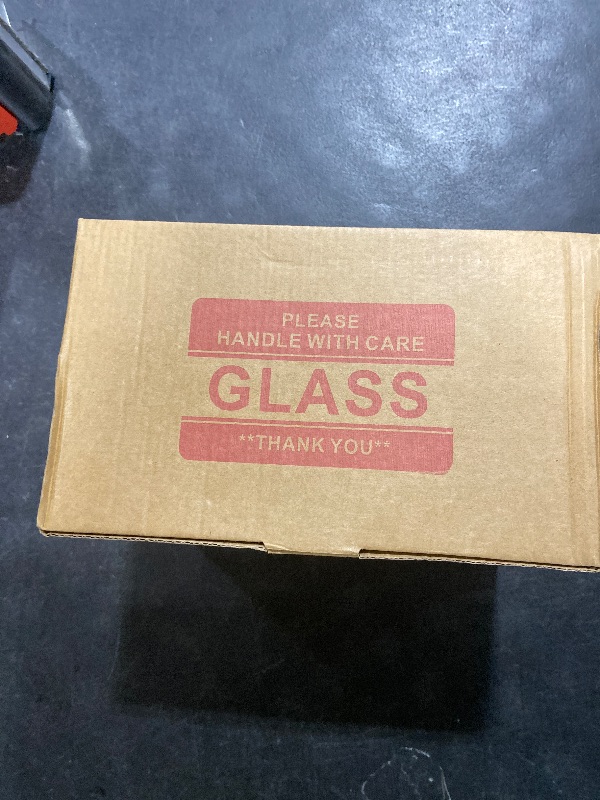 PLEASE
HANDLE WITH CARE
GLASS
**THANK YOU**